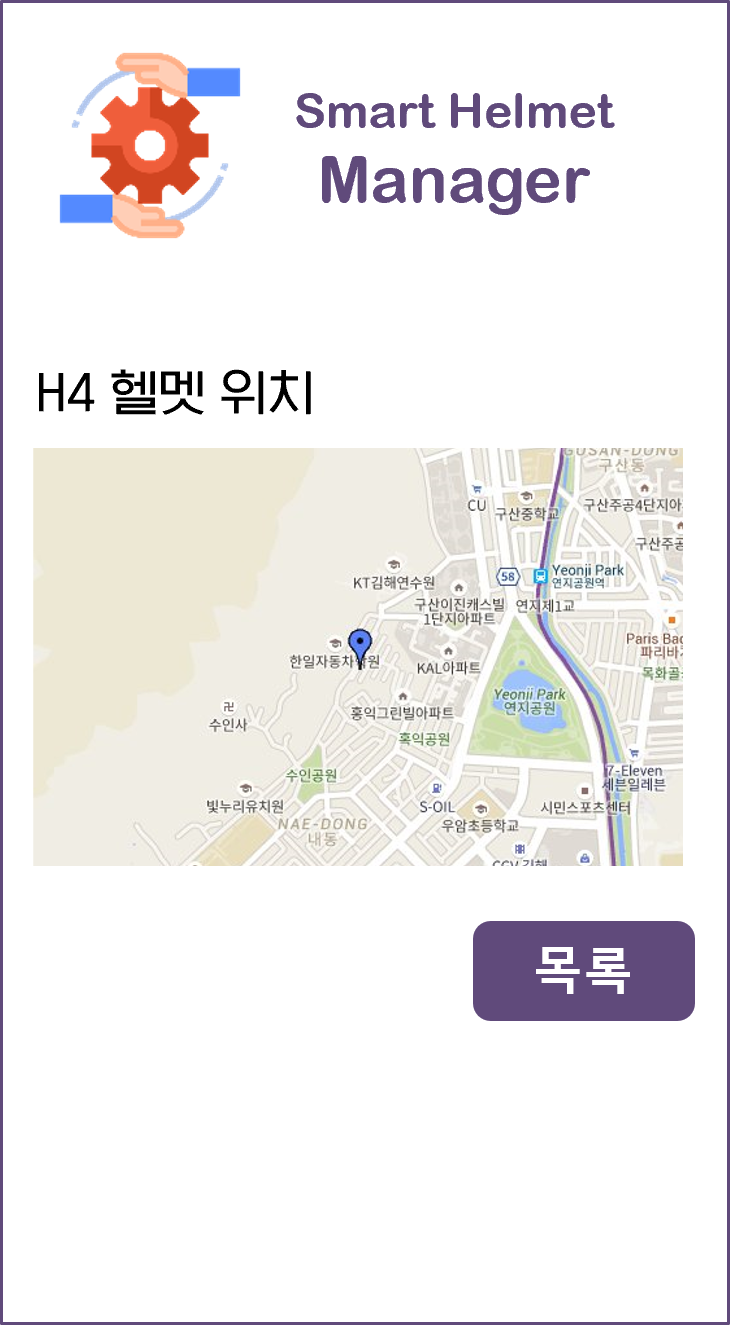 Smart Helmet
Manager
H4 헬멧 위치
GUSAN-DONG
구산동
CU
구산중학교
구산주공4단지아
구산주공
KT김해연수원
58
Yeonji Park
연지공원역
구산이진캐스빌
1단지아파트
연지제1교
Paris Bag
파리바
한일자동차학원
KAL아파트
목화골
Yeonji Park
연지공원
수인사
홍익그린빌아파트
흑익공원
수인공원
7-Eleven
세븐일레븐
빛누리유치원
S-OIL
시민스포츠센터
NAE-DONG
내동
우암초등학교
CGV 김해
목록